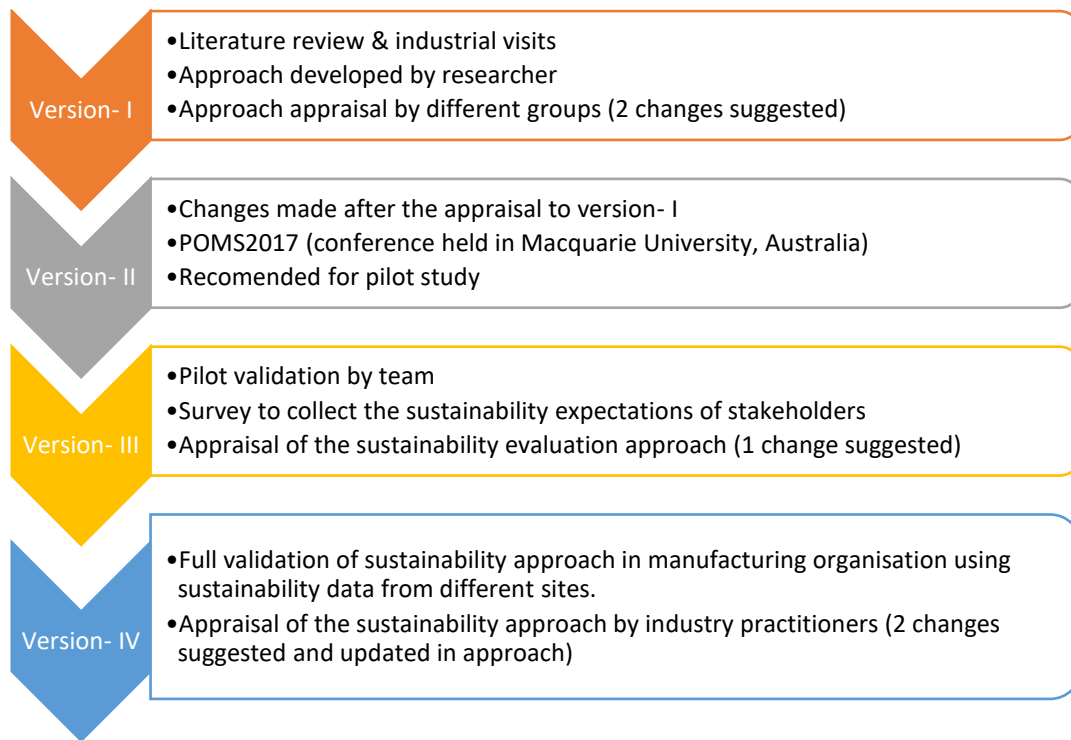 Version- I
•Literature review & industrial visits
•Approach developed by researcher
•Approach appraisal by different groups (2 changes suggested)
Version- II
•Changes made after the appraisal to version- I
•POMS2017 (conference held in Macquarie University, Australia)
•Recomended for pilot study
Version- III
•Pilot validation by team
•Survey to collect the sustainability expectations of stakeholders
•Appraisal of the sustainability evaluation approach (1 change suggested)
Version- IV
•Full validation of sustainability approach in manufacturing organisation using
sustainability data from different sites.
•Appraisal of the sustainability approach by industry practitioners (2 changes
suggested and updated in approach)